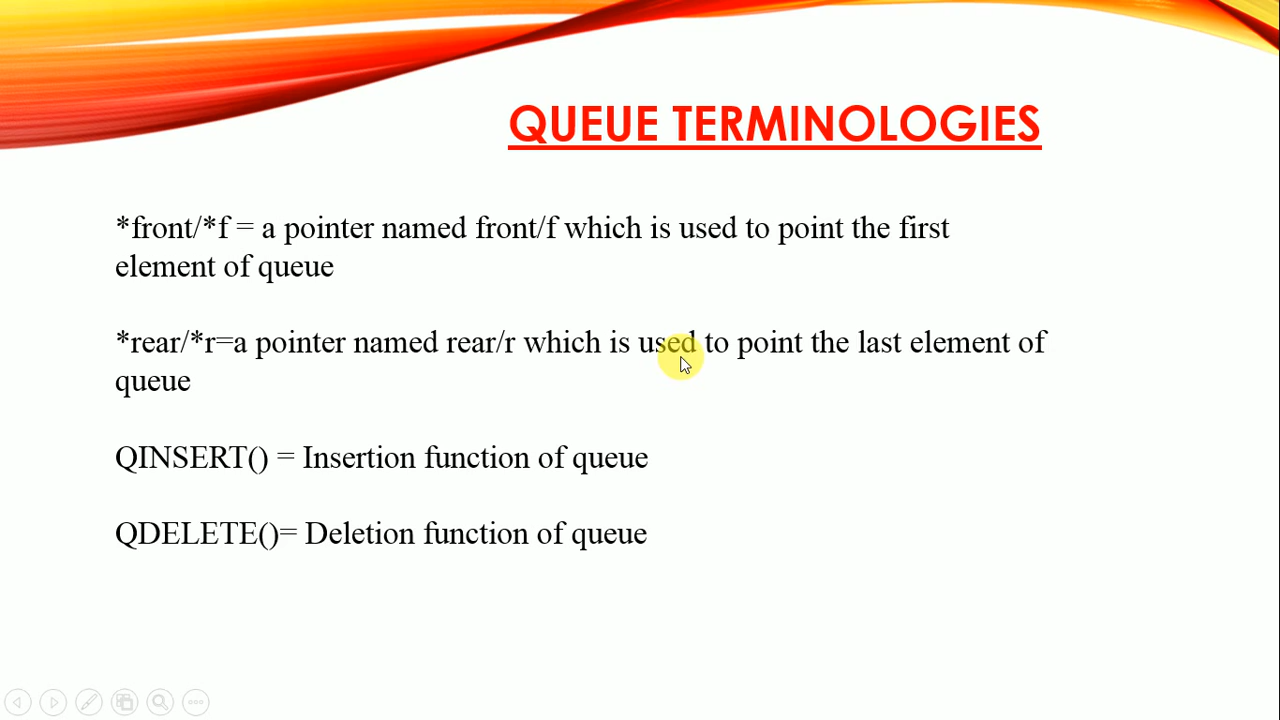 QUEUE TERMINOLOGIES
*front/*f = a pointer named front/f which is used to point the first
element of queue
*rear/*r=a pointer named rear/r which is used to point the last element of
queue
QINSERT() = Insertion function of queue
QDELETE()= Deletion function of queue